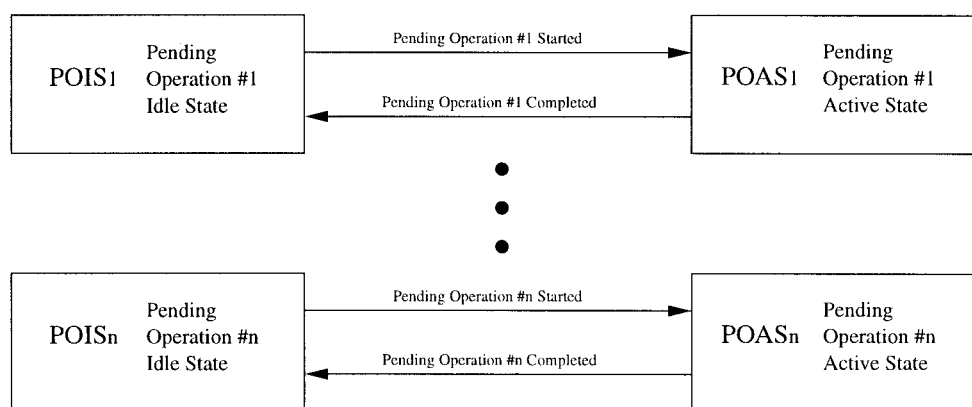 Pending
Operation #1
Idle State
POIS1
Pending Operation #1 Started
Pending Operation #1 Completed
POAS1
Pending
Operation #1
Active State
POISn
Pending
Operation #n
Idle State
Pending Operation #n Started
Pending Operation #n Completed
POASn
Pending
Operation #n
Active State